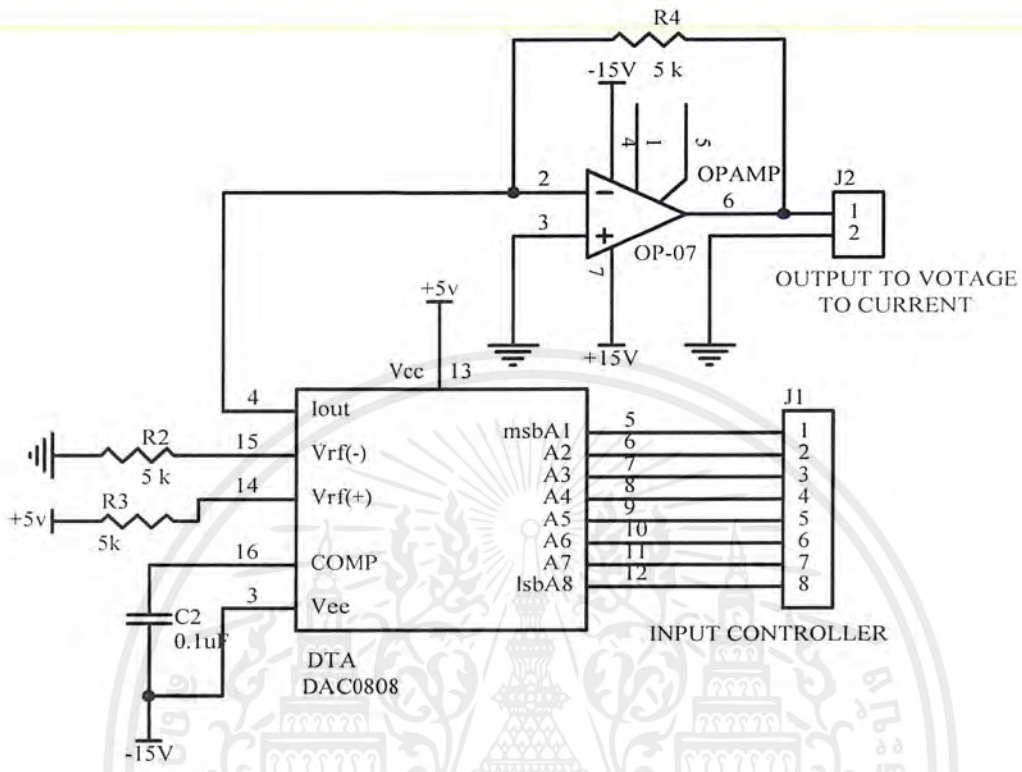 R4
-15V
5 k
4
1
5
OPAMP
2
3
6
7
OP-07
+15V
J2
1
2
OUTPUT TO VOTAGE
TO CURRENT
+5v
Vcc
13
4
Iout
R2
15
Vrf(-)
5 k
R3
14
Vrf(+)
+5v
5k
16
COMP
3
Vee
C2
0.1uF
-15V
DTA
DAC0808
msbA1
A2
A3
A4
A5
A6
A7
lsbA8
5
6
7
8
9
10
11
12
J1
1
2
3
4
5
6
7
8
INPUT CONTROLLER